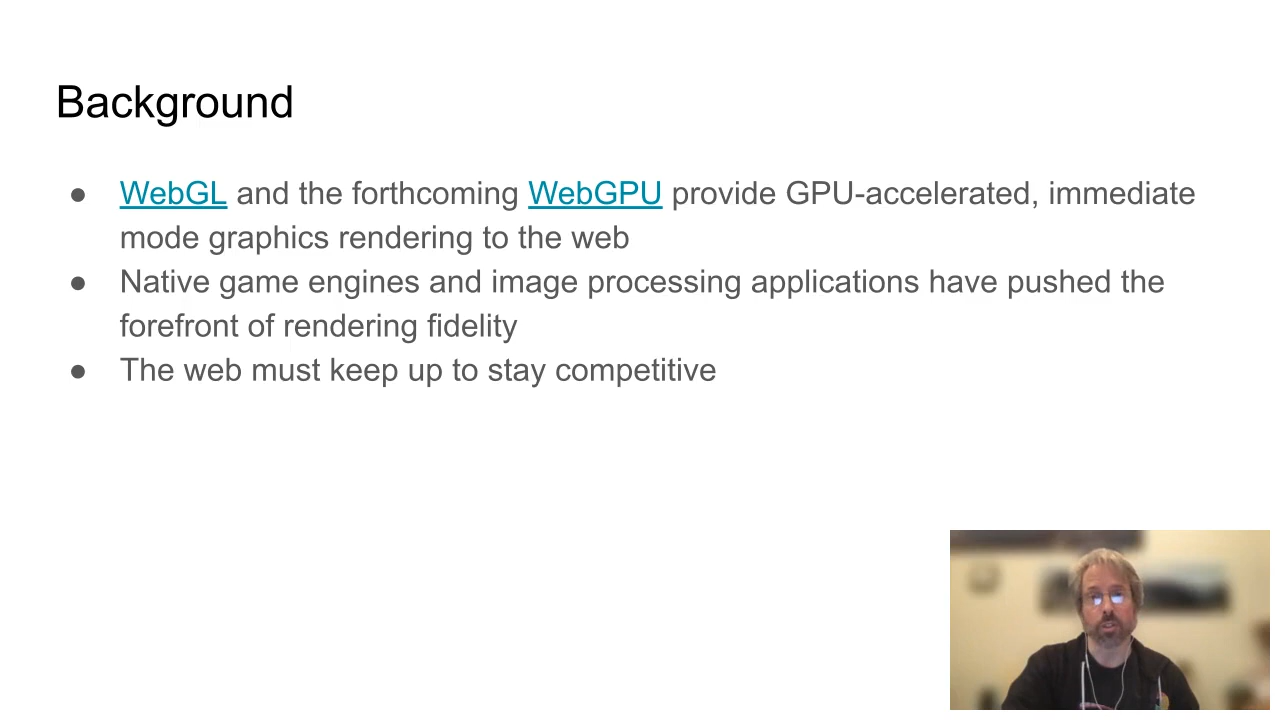 Background
● WebGL and the forthcoming WebGPU provide GPU-accelerated, immediate
mode graphics rendering to the web
● Native game engines and image processing applications have pushed the
forefront of rendering fidelity
● The web must keep up to stay competitive